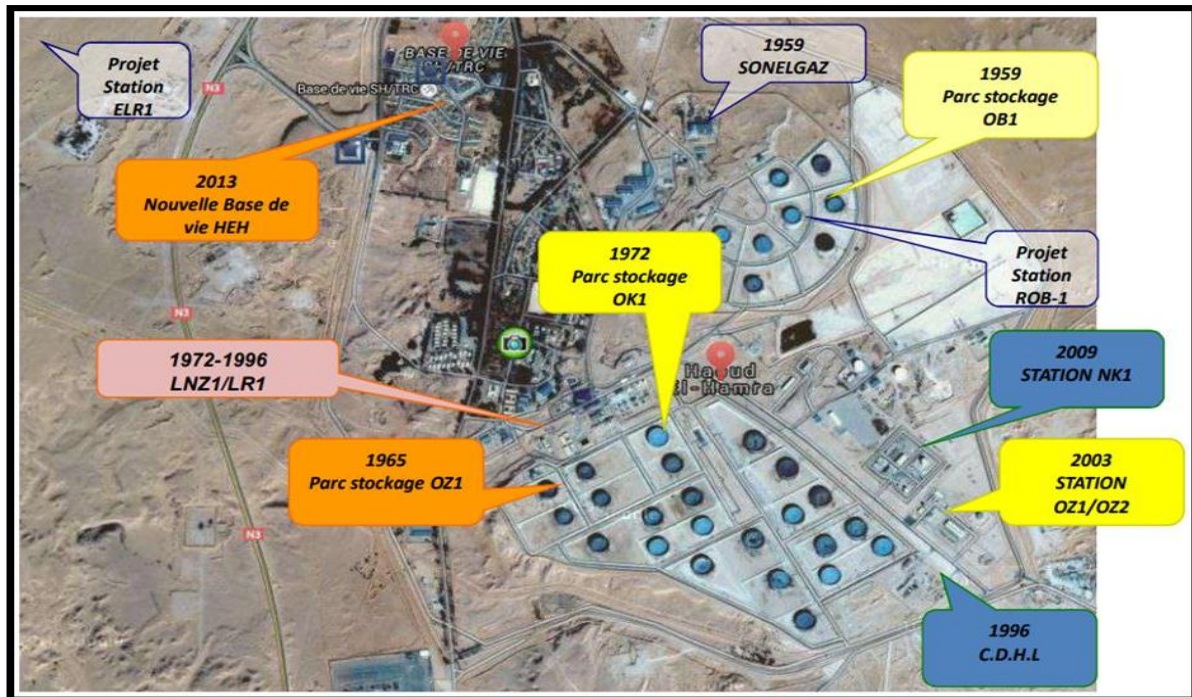 Projet
Station
ELR1
N3
BASE DE VIE
SH/TRC
Base de vie SH/TRC
1959
SONELGAZ
1959
Parc stockage
OB1
2013
Nouvelle Base de
vie HEH
1972
Parc stockage
OK1
Projet
Station
ROB-1
N3
1972-1996
LNZ1/LR1
Haoud
El-Hamra
2009
STATION NK1
1965
Parc stockage OZ1
2003
STATION
OZ1/OZ2
N3
1996
C.D.H.L